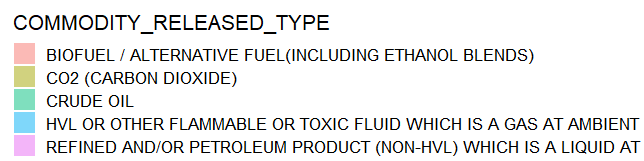 COMMODITY_RELEASED_TYPE
BIOFUEL / ALTERNATIVE FUEL(INCLUDING ETHANOL BLENDS)
CO2 (CARBON DIOXIDE)
CRUDE OIL
HVL OR OTHER FLAMMABLE OR TOXIC FLUID WHICH IS A GAS AT AMBIENT
REFINED AND/OR PETROLEUM PRODUCT (NON-HVL) WHICH IS A LIQUID AT